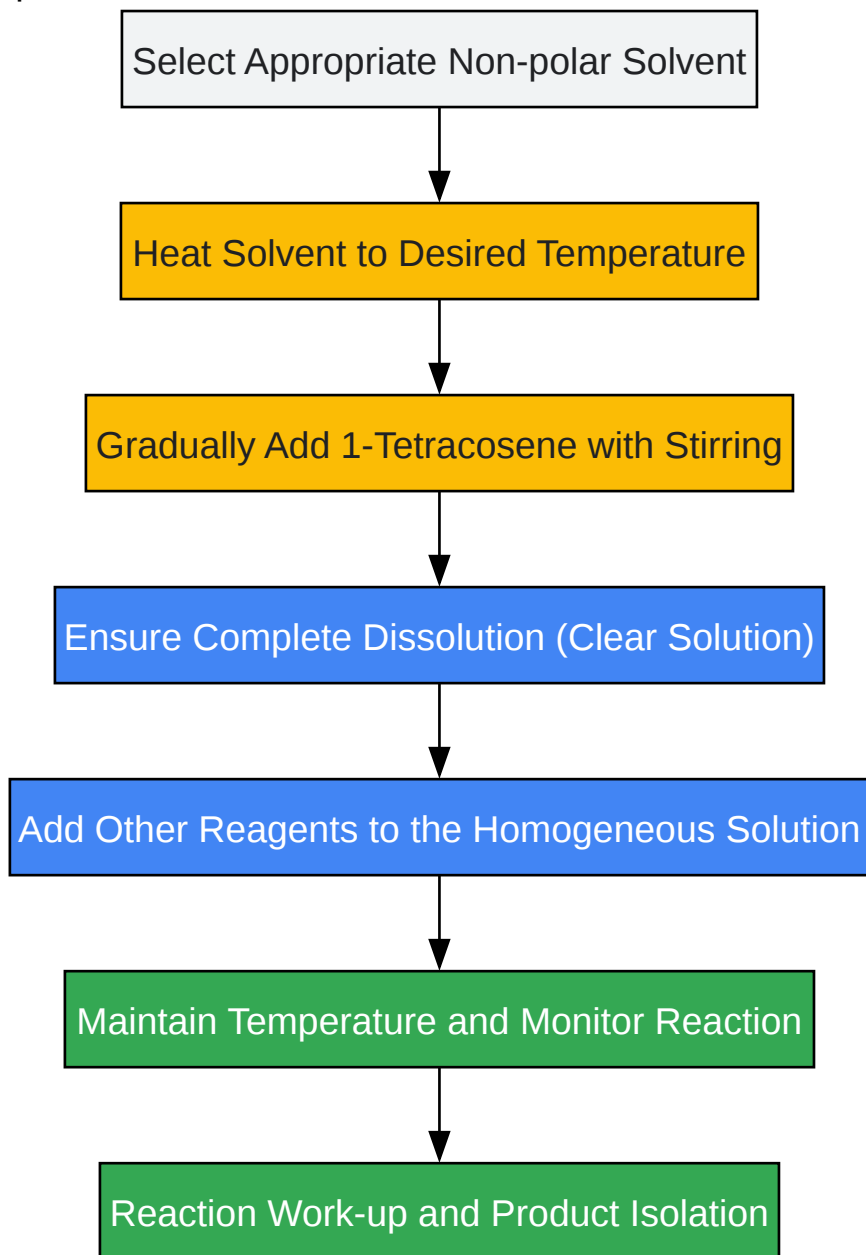 Select Appropriate Non-polar Solvent
Heat Solvent to Desired Temperature
Gradually Add 1-Tetracosene with Stirring
Ensure Complete Dissolution (Clear Solution)
Add Other Reagents to the Homogeneous Solution
Maintain Temperature and Monitor Reaction
Reaction Work-up and Product Isolation